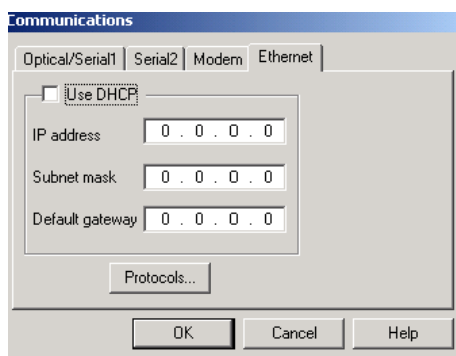 Communications
Optical/Serial1 Serial2 Modem Ethernet
Use DHCP
IP address 0 . 0 . 0 . 0
Subnet mask 0 . 0 . 0 . 0
Default gateway 0 . 0 . 0 . 0
Protocols...
OK Cancel Help